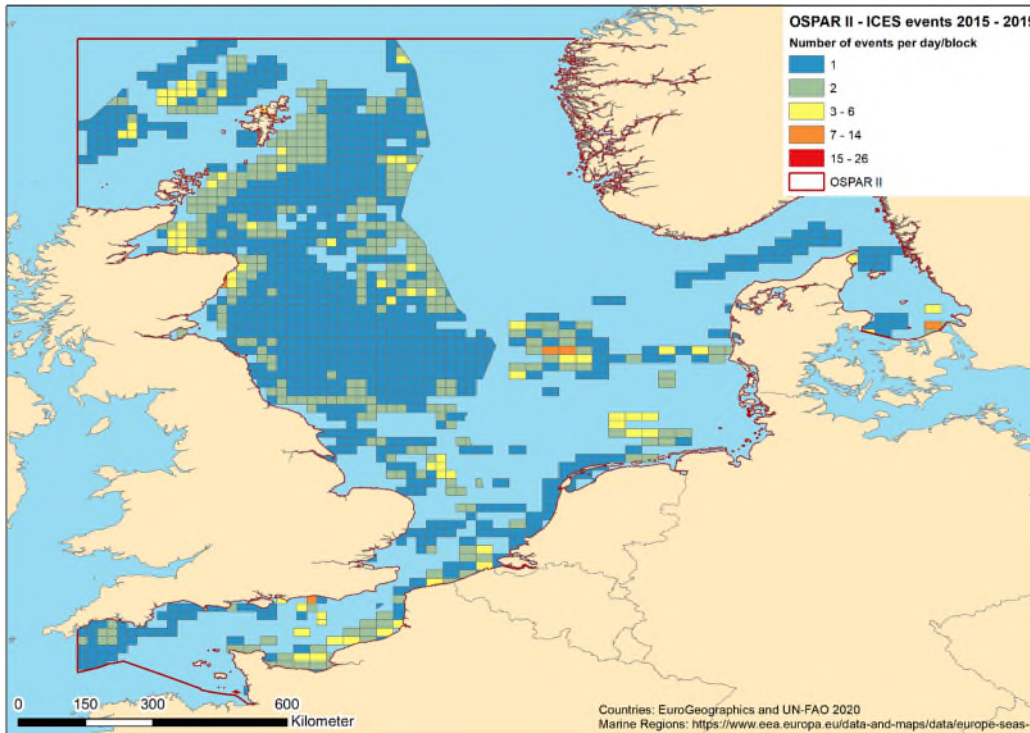 OSPAR II - ICES events 2015 - 2019
Number of events per day/block
1
2
3 - 6
7 - 14
15 - 26
OSPAR II
0 150 300 600
Kilometer
Countries: EuroGeographics and UN-FAO 2020
Marine Regions: https://www.eea.europa.eu/data-and-maps/data/europe-seas-